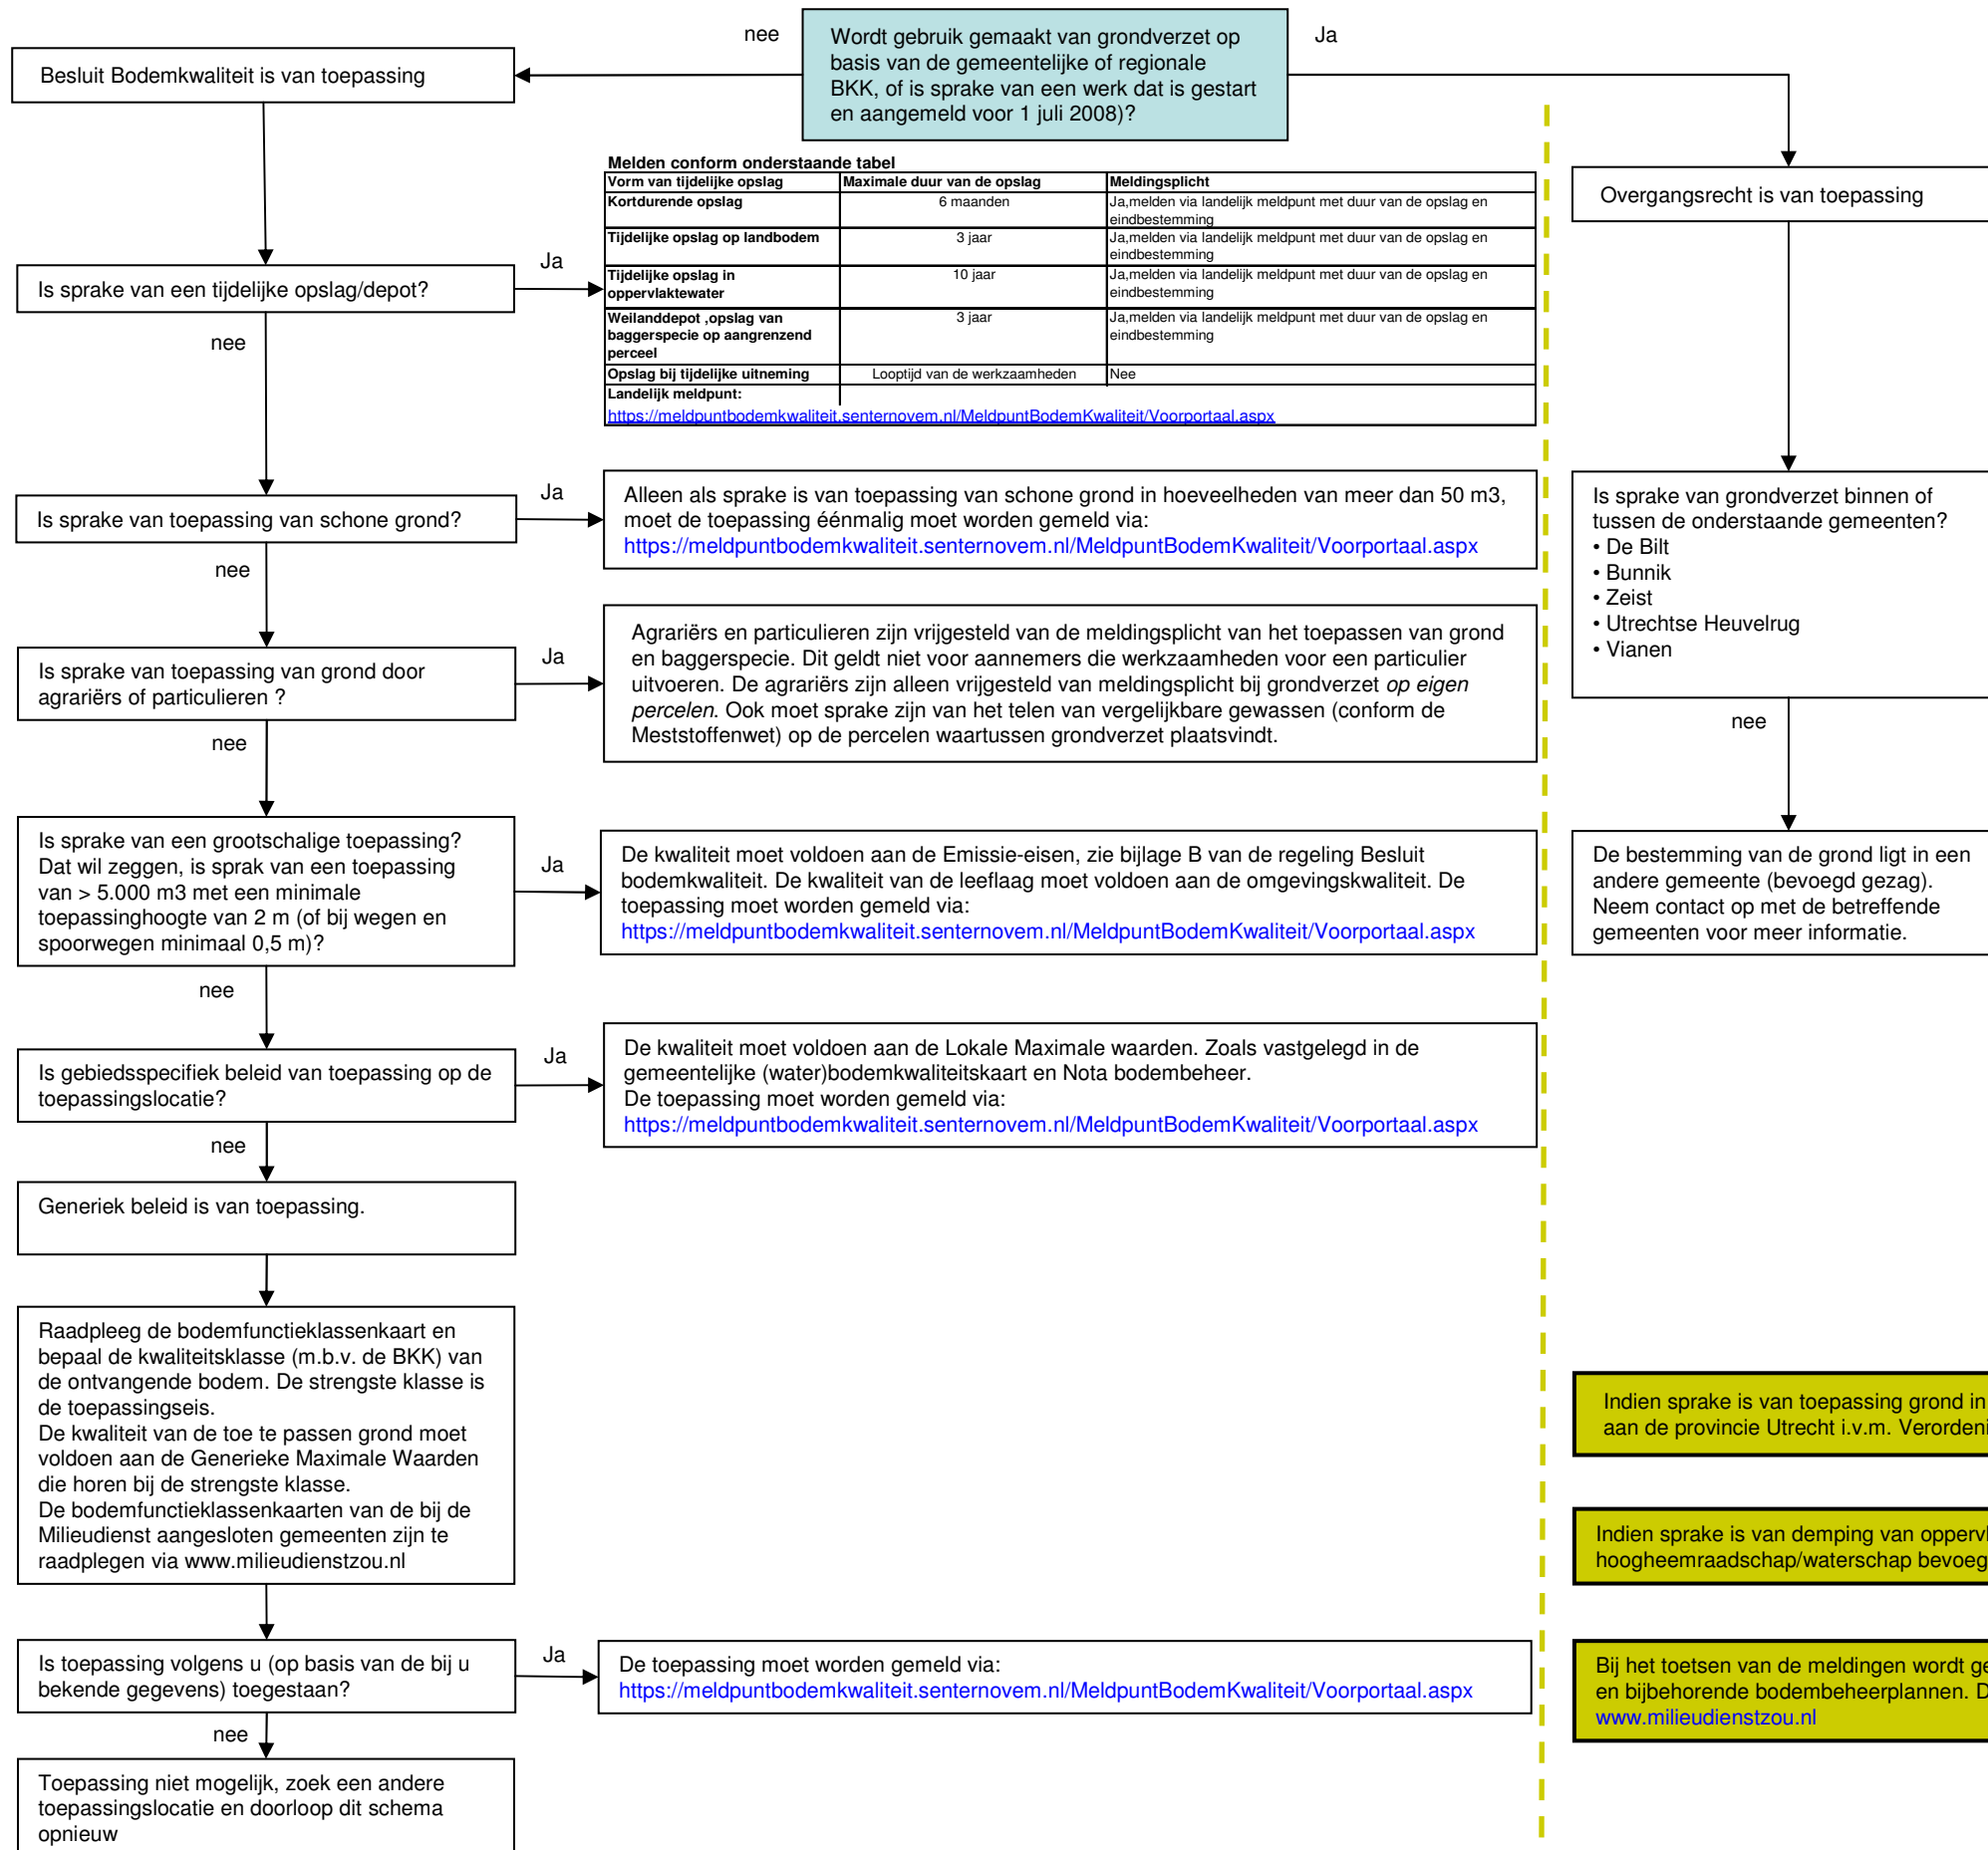 nee
Wordt gebruik gemaakt van grondverzet op
basis van de gemeentelijke of regionale
BKK, of is sprake van een werk dat is gestart
en aangemeld voor 1 juli 2008)?
Ja
Besluit Bodemkwaliteit is van toepassing
Melden conform onderstaande tabel
Vorm van tijdelijke opslag Maximale duur van de opslag Meldingsplicht
Kortdurende opslag 6 maanden Ja,melden via landelijk meldpunt met duur van de opslag en
eindbestemming
Tijdelijke opslag op landbodem 3 jaar Ja,melden via landelijk meldpunt met duur van de opslag en
eindbestemming
Tijdelijke opslag in 10 jaar Ja,melden via landelijk meldpunt met duur van de opslag en
oppervlaktewater eindbestemming
Weilanddepot ,opslag van 3 jaar Ja,melden via landelijk meldpunt met duur van de opslag en
baggerspecie op aangrenzend eindbestemming
perceel
Opslag bij tijdelijke uitneming Looptijd van de werkzaamheden Nee
Landelijk meldpunt:
https://meldpuntbodemkwaliteit.senternovem.nl/MeldpuntBodemKwaliteit/Voorportaal.aspx
Overgangsrecht is van toepassing
Is sprake van een tijdelijke opslag/depot?
Ja
nee
Is sprake van toepassing van schone grond?
Ja
Alleen als sprake is van toepassing van schone grond in hoeveelheden van meer dan 50 m3,
moet de toepassing éénmalig moet worden gemeld via:
https://meldpuntbodemkwaliteit.senternovem.nl/MeldpuntBodemKwaliteit/Voorportaal.aspx
nee
Is sprake van grondverzet binnen of
tussen de onderstaande gemeenten?
• De Bilt
• Bunnik
• Zeist
• Utrechtse Heuvelrug
• Vianen
nee
Is sprake van toepassing van grond door
agrariërs of particulieren ?
Ja
Agrariërs en particulieren zijn vrijgesteld van de meldingsplicht van het toepassen van grond
en baggerspecie. Dit geldt niet voor aannemers die werkzaamheden voor een particulier
uitvoeren. De agrariërs zijn alleen vrijgesteld van meldingsplicht bij grondverzet op eigen
percelen. Ook moet sprake zijn van het telen van vergelijkbare gewassen (conform de
Meststoffenwet) op de percelen waartussen grondverzet plaatsvindt.
nee
Is sprake van een grootschalige toepassing?
Dat wil zeggen, is sprak van een toepassing
van > 5.000 m3 met een minimale
toepassinghoogte van 2 m (of bij wegen en
spoorwegen minimaal 0,5 m)?
Ja
De kwaliteit moet voldoen aan de Emissie-eisen, zie bijlage B van de regeling Besluit
bodemkwaliteit. De kwaliteit van de leeflaag moet voldoen aan de omgevingskwaliteit. De
toepassing moet worden gemeld via:
https://meldpuntbodemkwaliteit.senternovem.nl/MeldpuntBodemKwaliteit/Voorportaal.aspx
De bestemming van de grond ligt in een
andere gemeente (bevoegd gezag).
Neem contact op met de betreffende
gemeenten voor meer informatie.
nee
Is gebiedsspecifiek beleid van toepassing op de
toepassingslocatie?
Ja
De kwaliteit moet voldoen aan de Lokale Maximale waarden. Zoals vastgelegd in de
gemeentelijke (water)bodemkwaliteitskaart en Nota bodembeheer.
De toepassing moet worden gemeld via:
https://meldpuntbodemkwaliteit.senternovem.nl/MeldpuntBodemKwaliteit/Voorportaal.aspx
nee
Generiek beleid is van toepassing.
Raadpleeg de bodemfunctieklassenkaart en
bepaal de kwaliteitsklasse (m.b.v. de BKK) van
de ontvangende bodem. De strengste klasse is
de toepassingseis.
De kwaliteit van de toe te passen grond moet
voldoen aan de Generieke Maximale Waarden
die horen bij de strengste klasse.
De bodemfunctieklassenkaarten van de bij de
Milieudienst aangesloten gemeenten zijn te
raadplegen via www.milieudienstzou.nl
Indien sprake is van toepassing grond in
aan de provincie Utrecht i.v.m. Verordeni
Indien sprake is van demping van oppervl
hoogheemraadschap/waterschap bevoeg
Is toepassing volgens u (op basis van de bij u
bekende gegevens) toegestaan?
Ja
De toepassing moet worden gemeld via:
https://meldpuntbodemkwaliteit.senternovem.nl/MeldpuntBodemKwaliteit/Voorportaal.aspx
Bij het toetsen van de meldingen wordt ge
en bijbehorende bodembeheerplannen. D
www.milieudienstzou.nl
nee
Toepassing niet mogelijk, zoek een andere
toepassingslocatie en doorloop dit schema
opnieuw